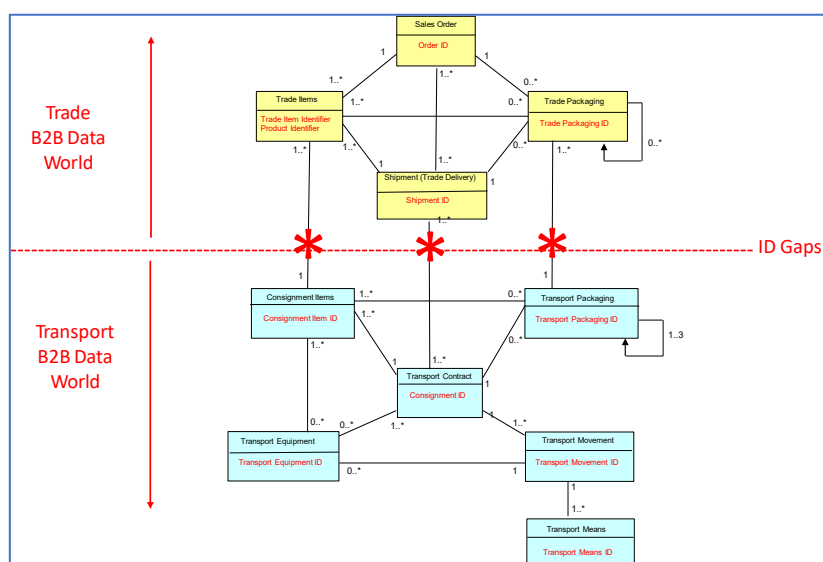 Sales Order
Order ID
1
1
1..*
1..*
0..*
Trade Items
Trade Item Identifier
Product Identifier
1..*
0..*
Trade Packaging
Trade Packaging ID
0..*
Trade
B2B Data
World
1..*
1..*
1
1..*
0..*
1
1..*
Shipment (Trade Delivery)
Shipment ID
1..*
* * *
ID Gaps
1
1
Consignment Items
Consignment Item ID
1..*
1..*
0..*
Transport Packaging
Transport Packaging ID
1..3
Transport
B2B Data
World
1..*
1
1..*
0..*
1
Transport Contract
Consignment ID
0..*
0..*
1..*
1
1..*
Transport Equipment
Transport Equipment ID
0..*
1
Transport Movement
Transport Movement ID
1
1..*
Transport Means
Transport Means ID